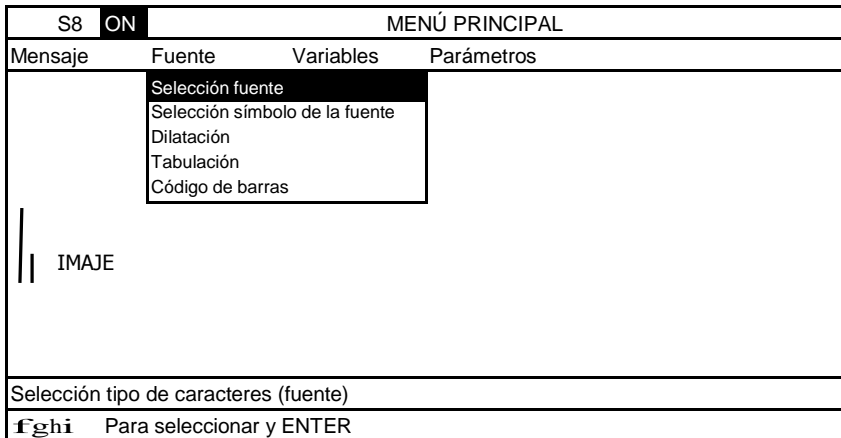 S8 ON MENÚ PRINCIPAL
Mensaje Fuente Variables Parámetros
Selección fuente
Selección símbolo de la fuente
Dilatación
Tabulación
Código de barras
IMAJE
Selección tipo de caracteres (fuente)
fghi Para seleccionar y ENTER